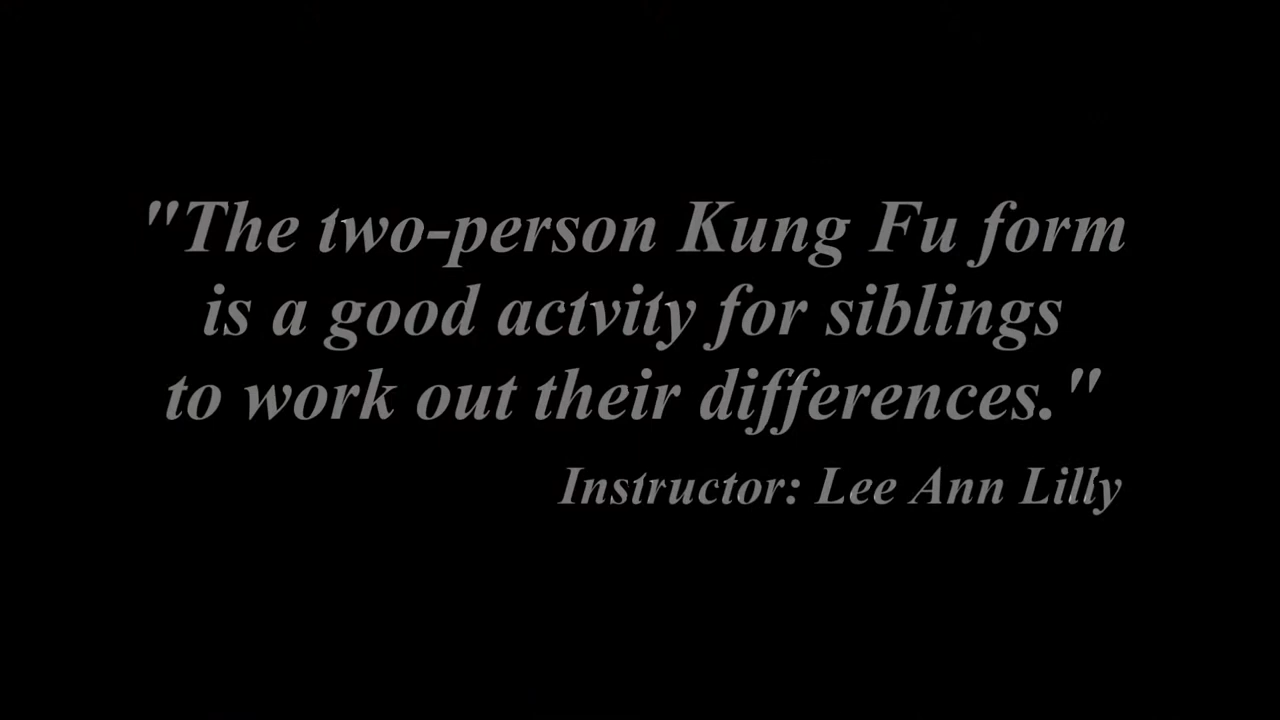 "The two-person Kung Fu form
is a good actvity for siblings
to work out their differences."
Instructor: Lee Ann Lilly